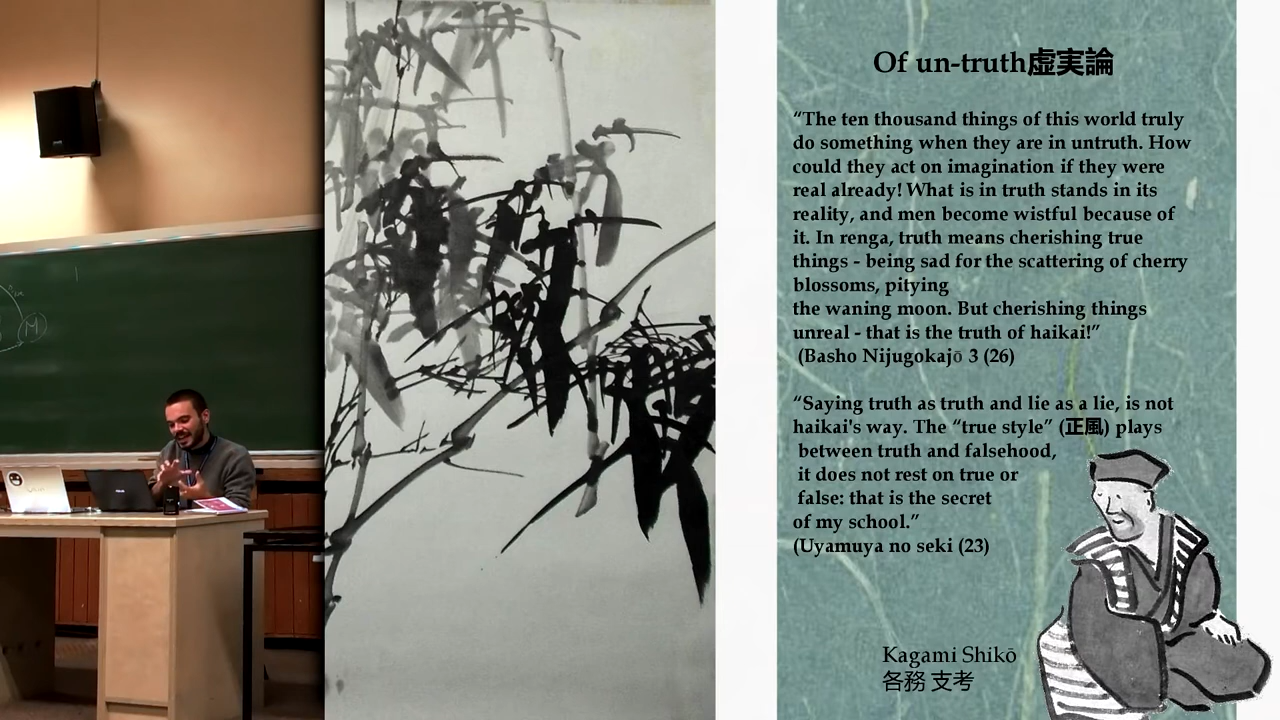 Of un-truth虚実論
“The ten thousand things of this world truly
do something when they are in untruth. How
could they act on imagination if they were
real already! What is in truth stands in its
reality, and men become wistful because of
it. In renga, truth means cherishing true
things - being sad for the scattering of cherry
blossoms, pitying
the waning moon. But cherishing things
unreal - that is the truth of haikai!”
(Basho Nijugokajō 3 (26)
“Saying truth as truth and lie as a lie, is not
haikai's way. The “true style” (正風) plays
between truth and falsehood,
it does not rest on true or
false: that is the secret
of my school.”
(Uyamuya no seki (23)
Kagami Shikō
各務 支考
M